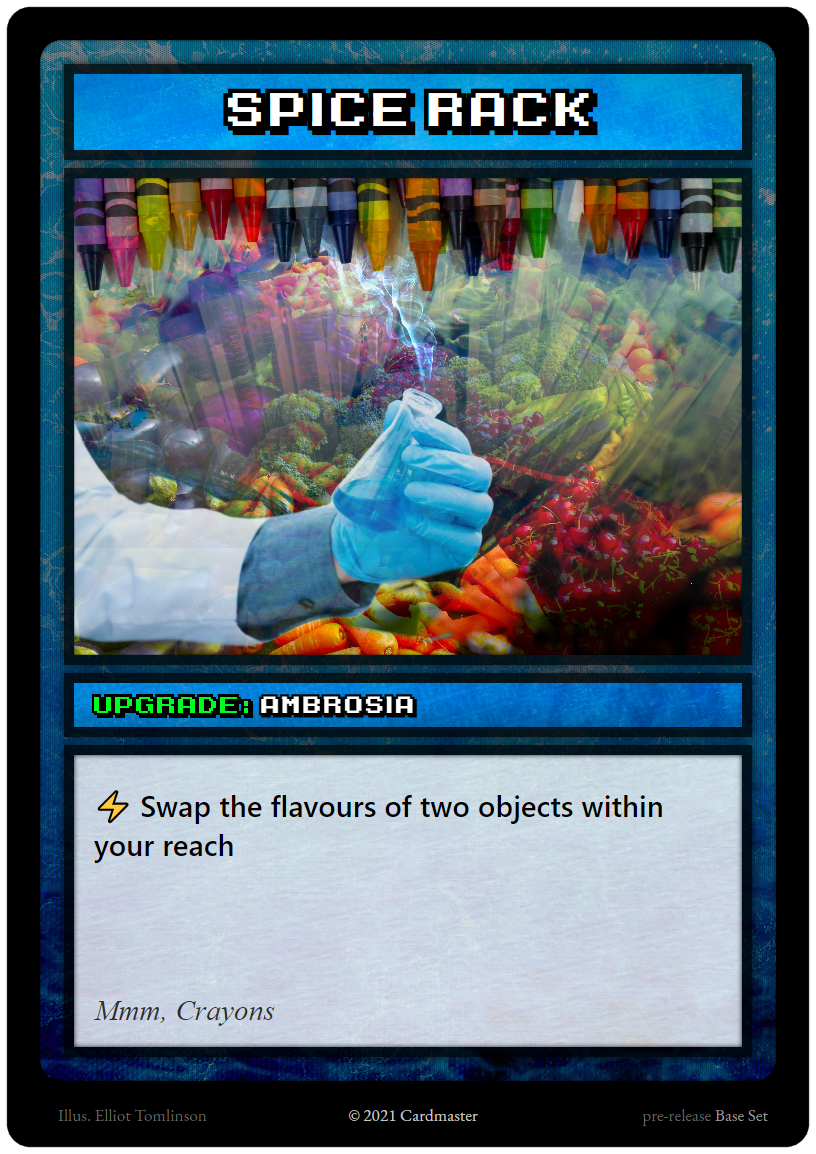 SPICE RACK
UPGRADE: AMBROSIA
⚡ Swap the flavours of two objects within
your reach
Mmm, Crayons
Illus. Elliot Tomlinson © 2021 Cardmaster pre-release Base Set